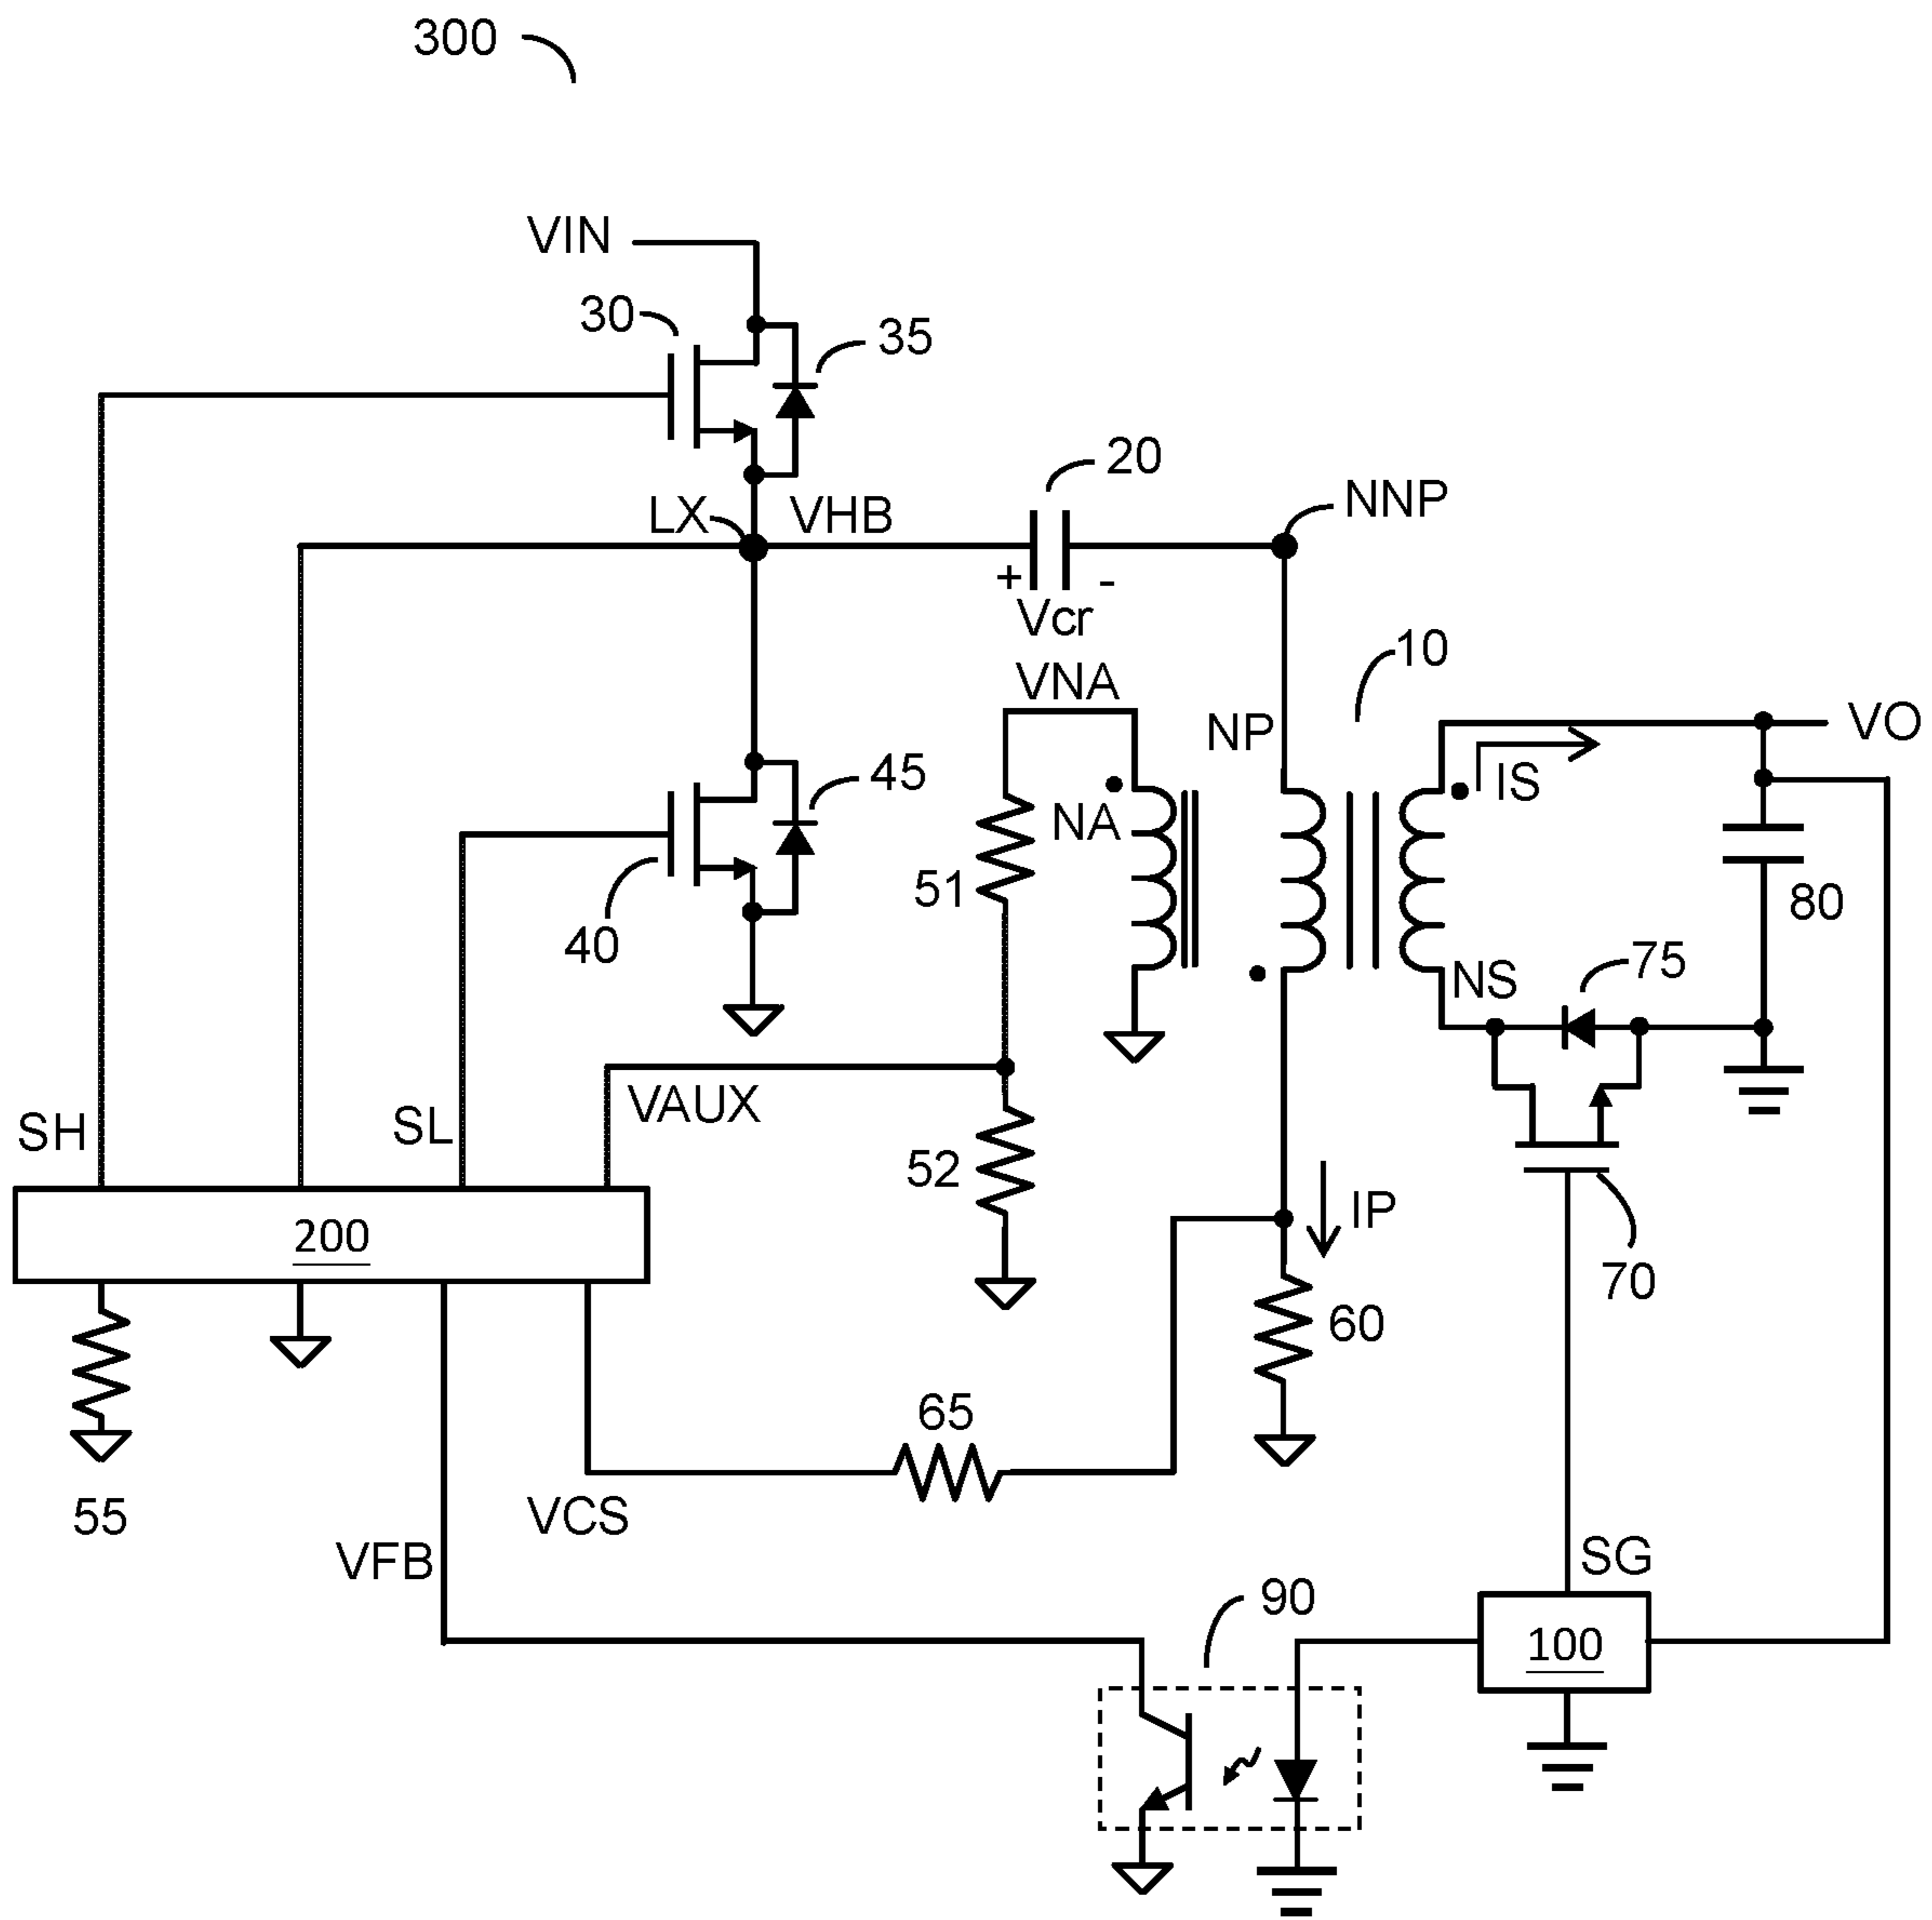 300
VIN
30
35
20
LX
VHB
NNP
+
-
Vcr
10
VNA
NP
VO
IS
45
NA
51
80
40
75
NS
VAUX
SH
SL
52
IP
200
70
60
65
55
VCS
VFB
SG
90
100